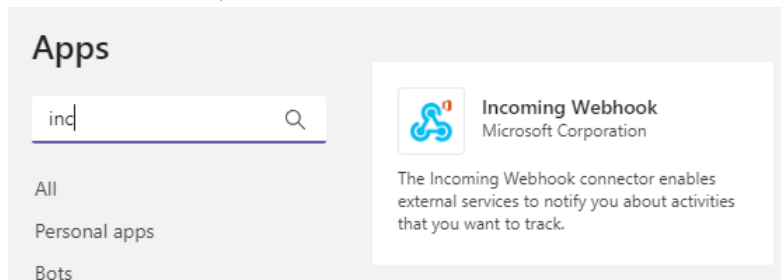 Apps
inc
All
Personal apps
Bots
Incoming Webhook
Microsoft Corporation
The Incoming Webhook connector enables
external services to notify you about activities
that you want to track.